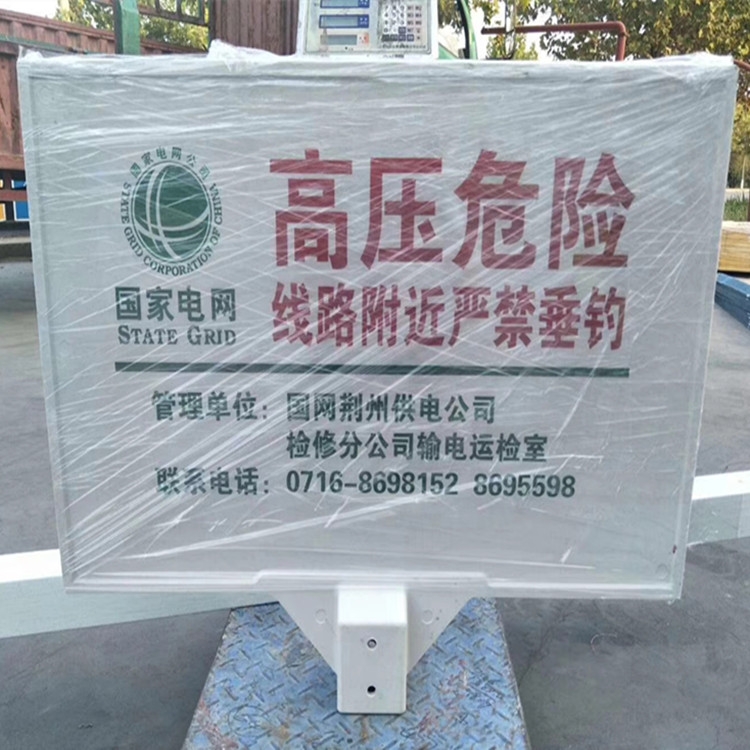 国家电网公司
STATE GRID CORPORATION OF CHINA
国家电网
STATE GRID
高压危险
线路附近严禁垂钓
管理单位：国网荆州供电公司
检修分公司输电运检室
联系电话：0716-8698152 8695598